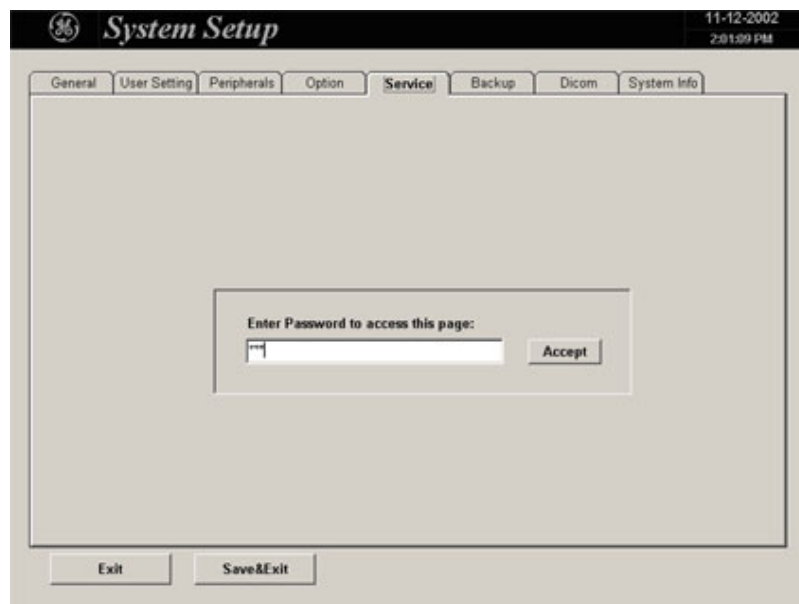 System Setup
11-12-2002
2:01:09 PM
General User Setting Peripherals Option Service Backup Dicom System Info
Enter Password to access this page:
***
Accept
Exit Save&Exit